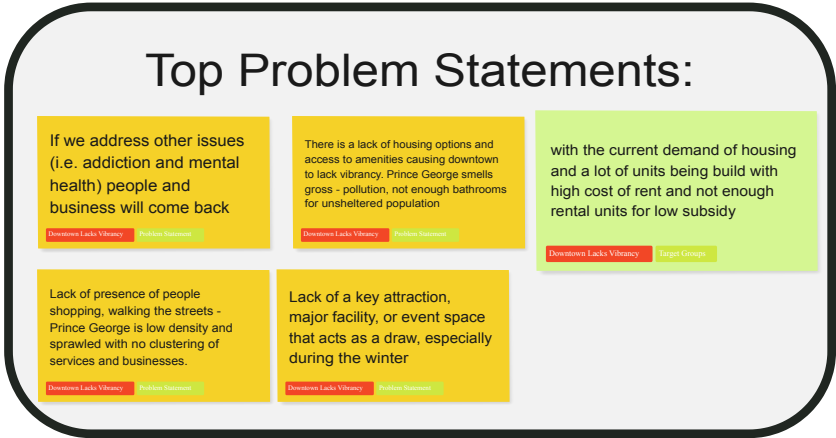 Top Problem Statements:
If we address other issues
(i.e. addiction and mental
health) people and
business will come back
Downtown Lacks Vibrancy Problem Statement
There is a lack of housing options and
access to amenities causing downtown
to lack vibrancy. Prince George smells
gross - pollution, not enough bathrooms
for unsheltered population
Downtown Lacks Vibrancy Problem Statement
with the current demand of housing
and a lot of units being build with
high cost of rent and not enough
rental units for low subsidy
Downtown Lacks Vibrancy Target Groups
Lack of presence of people
shopping, walking the streets -
Prince George is low density and
sprawled with no clustering of
services and businesses.
Downtown Lacks Vibrancy Problem Statement
Lack of a key attraction,
major facility, or event space
that acts as a draw, especially
during the winter
Downtown Lacks Vibrancy Problem Statement